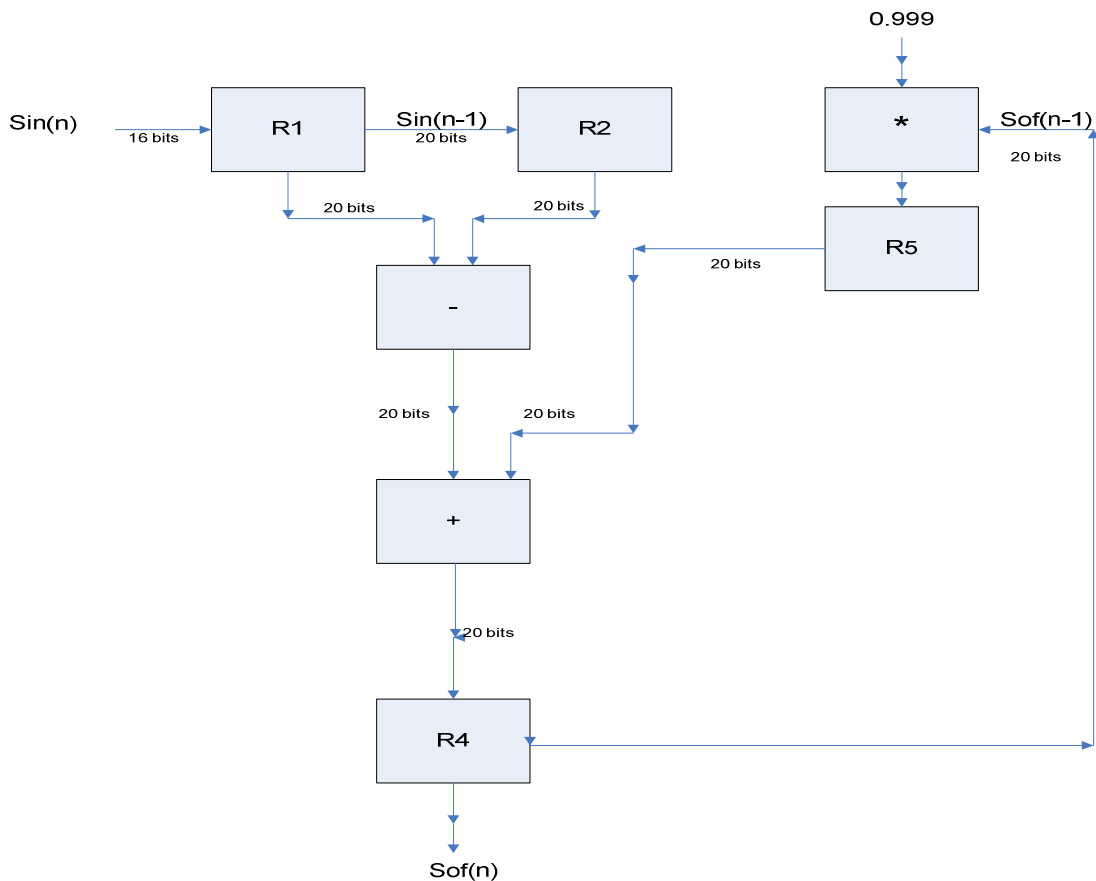 0.999
Sin(n)
16 bits
R1
Sin(n-1)
20 bits
R2
*
Sof(n-1)
20 bits
20 bits
20 bits
R5
20 bits
-
20 bits
20 bits
+
20 bits
R4
Sof(n)